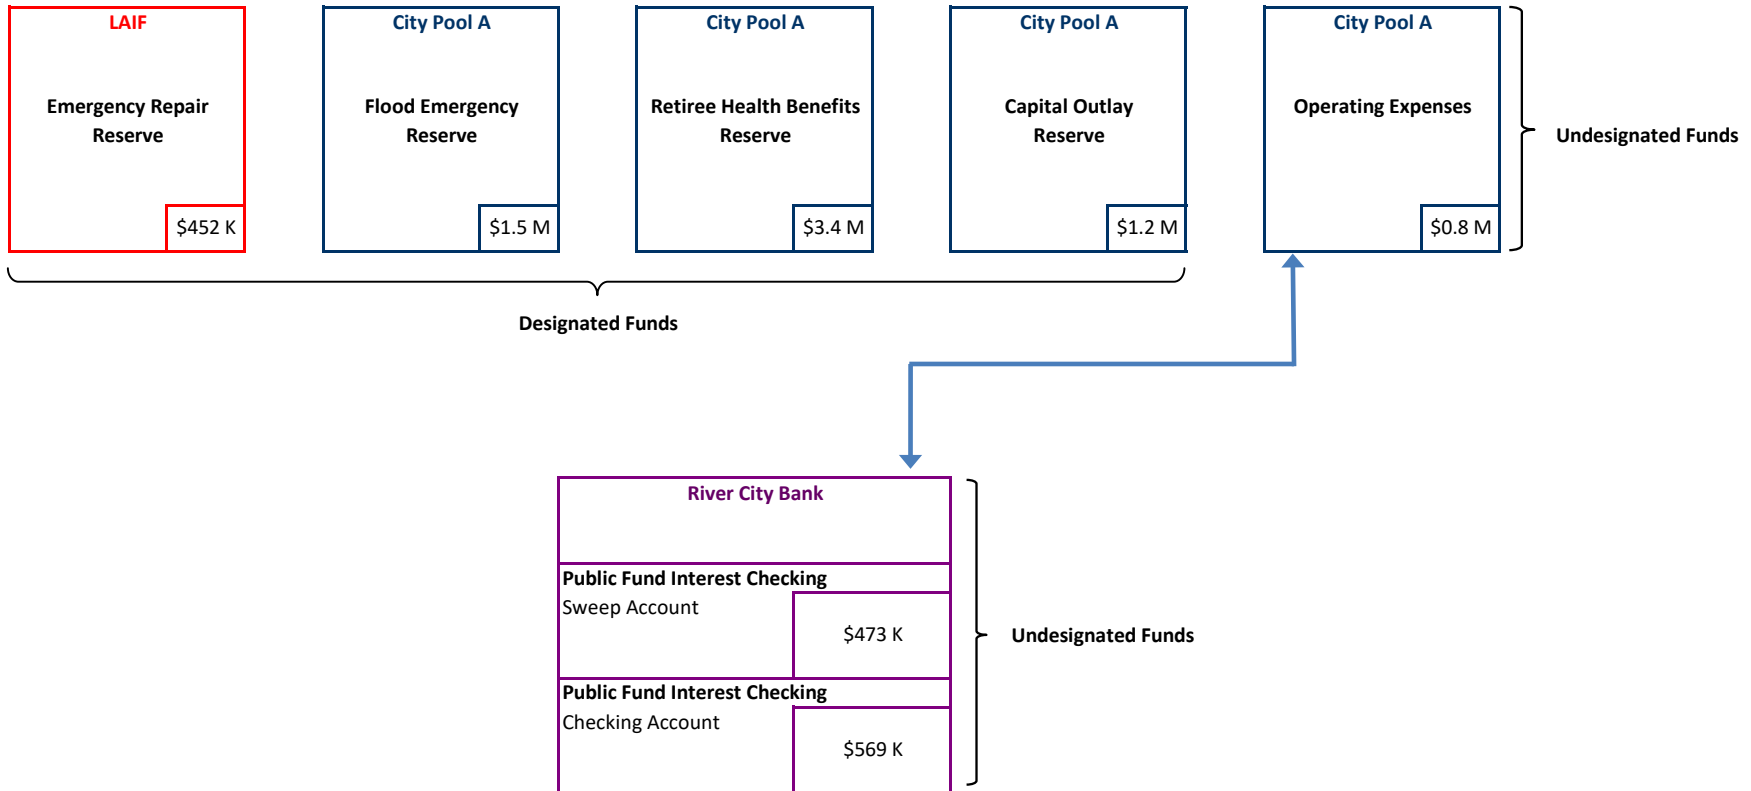 LAIF
Emergency Repair
Reserve
$452 K
City Pool A
Flood Emergency
Reserve
$1.5 M
City Pool A
Retiree Health Benefits
Reserve
$3.4 M
City Pool A
Capital Outlay
Reserve
$1.2 M
City Pool A
Operating Expenses
$0.8 M
Undesignated Funds
Designated Funds
River City Bank
Public Fund Interest Checking
Sweep Account
$473 K
Public Fund Interest Checking
Checking Account
$569 K
Undesignated Funds